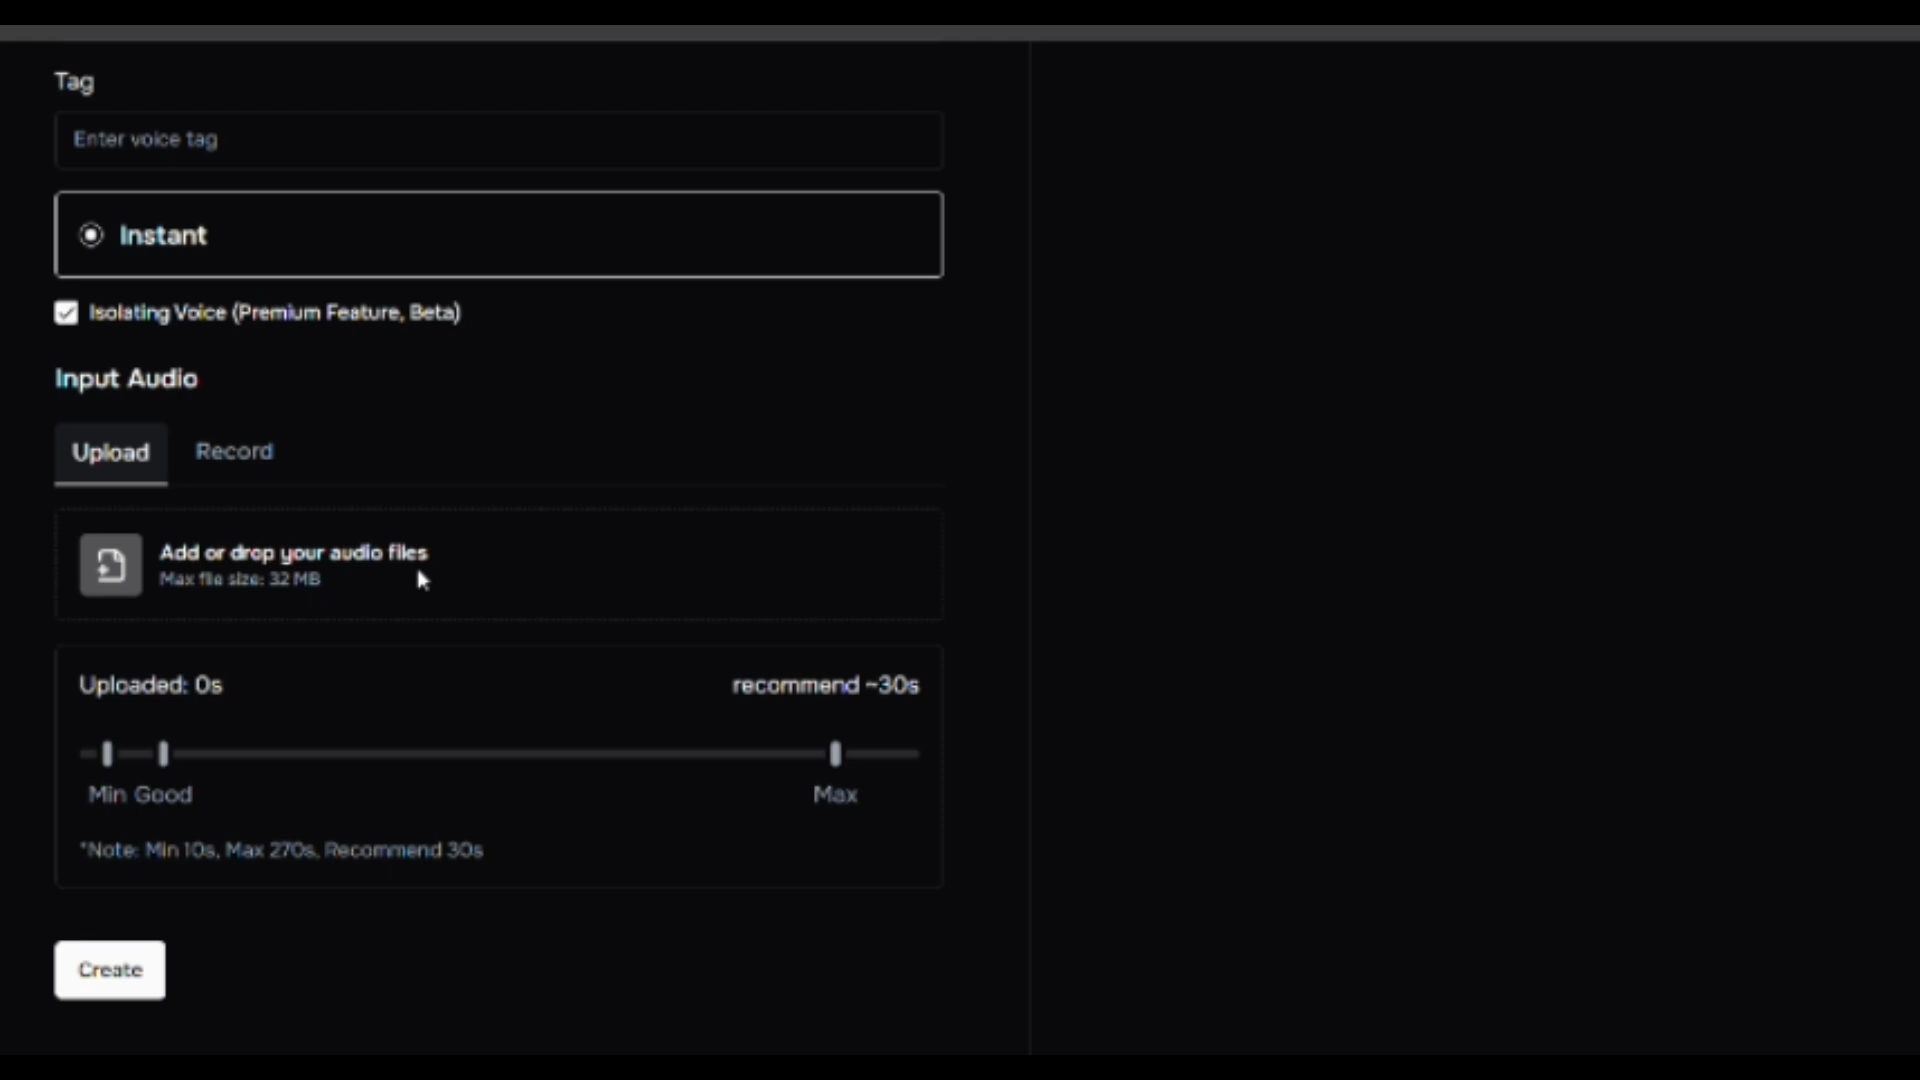 Tag
Enter voice tag
Instant
Isolating Voice (Premium Feature, Beta)
Input Audio
Upload Record
Add or drop your audio files
Max file size: 32 MB
Uploaded: 0s recommend ~30s
Min Good Max
*Note: Min 10s, Max 270s, Recommend 30s
Create